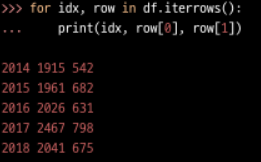 >>> for idx, row in df.iterrows():
...     print(idx, row[0], row[1])
2014 1915 542
2015 1961 682
2016 2026 631
2017 2467 798
2018 2041 675